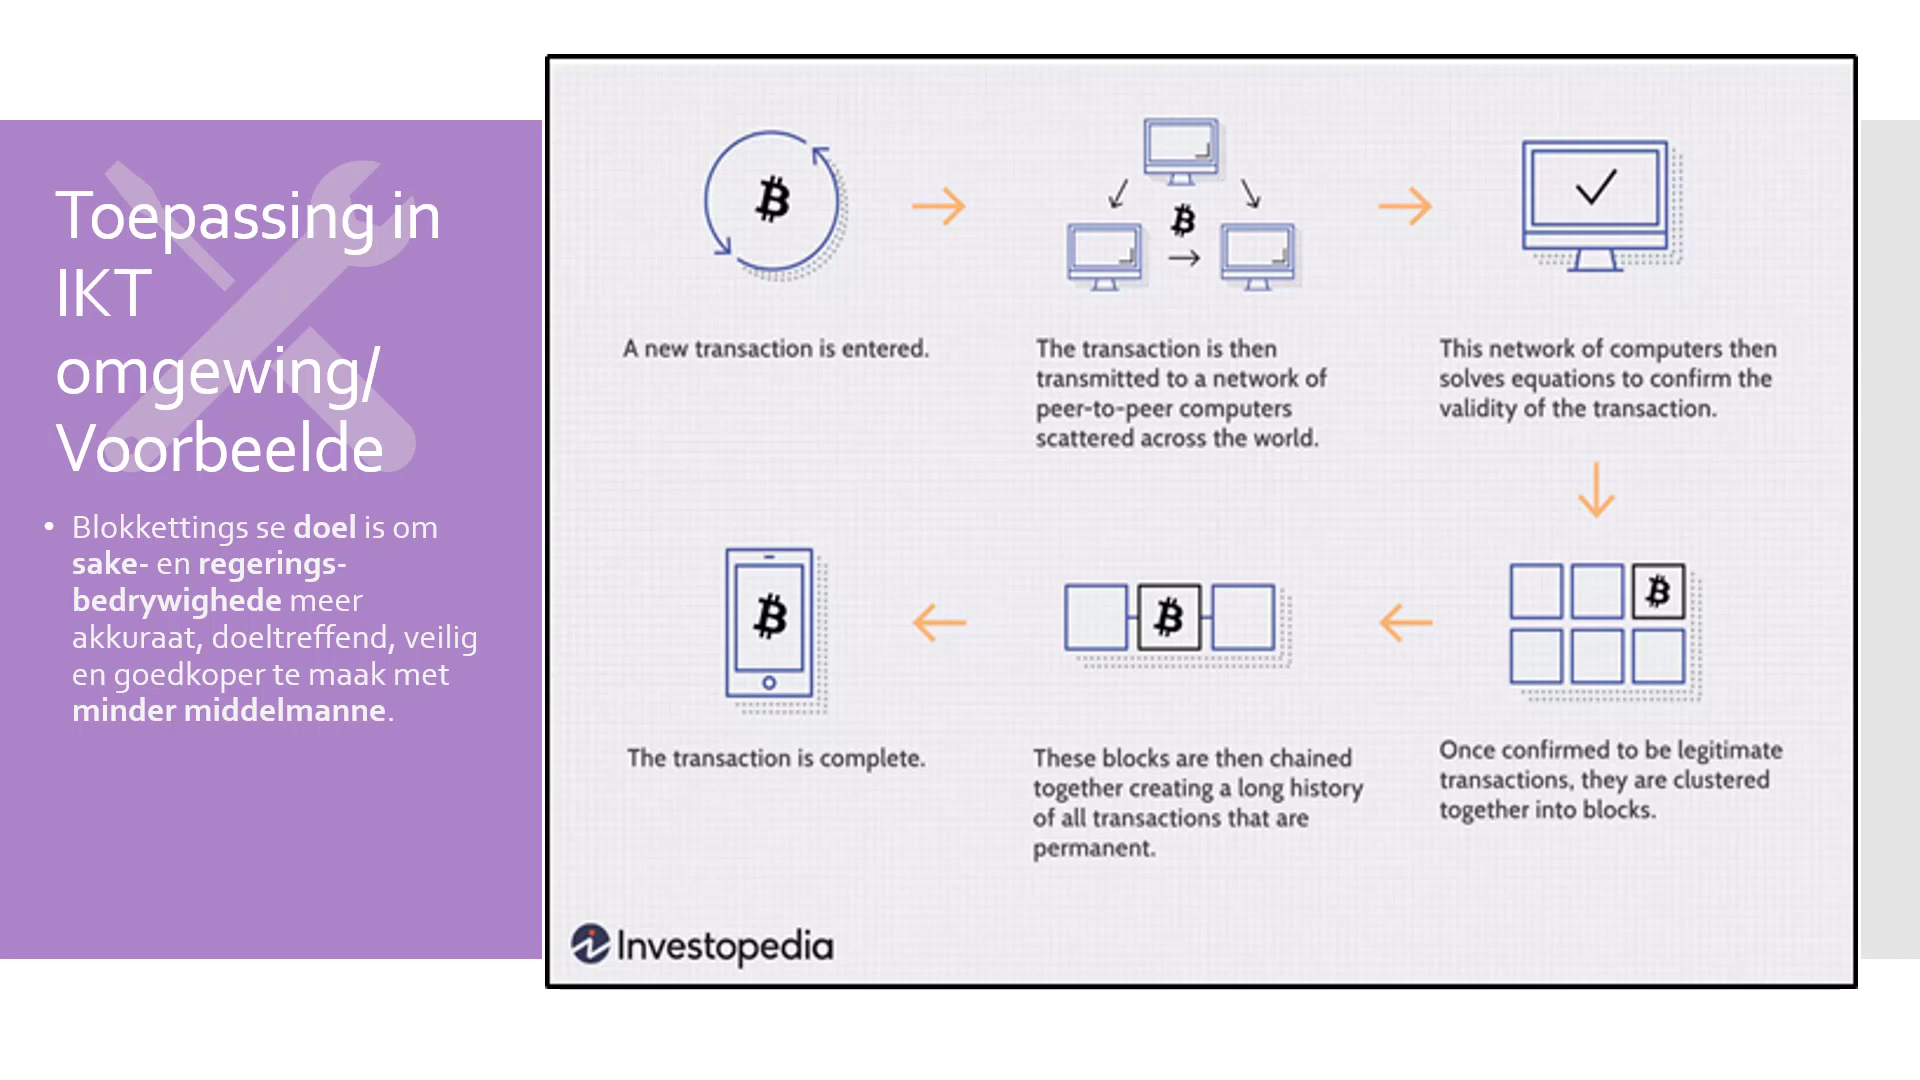 Toepassing in
IKT
omgewing/
Voorbeelde
• Blokkettings se doel is om
sake- en regerings-
bedrywighede meer
akkuraat, doeltreffend, veilig
en goedkoper te maak met
minder middelmanne.
A new transaction is entered.
The transaction is then
transmitted to a network of
peer-to-peer computers
scattered across the world.
This network of computers then
solves equations to confirm the
validity of the transaction.
Once confirmed to be legitimate
transactions, they are clustered
together into blocks.
These blocks are then chained
together creating a long history
of all transactions that are
permanent.
The transaction is complete.
Investopedia